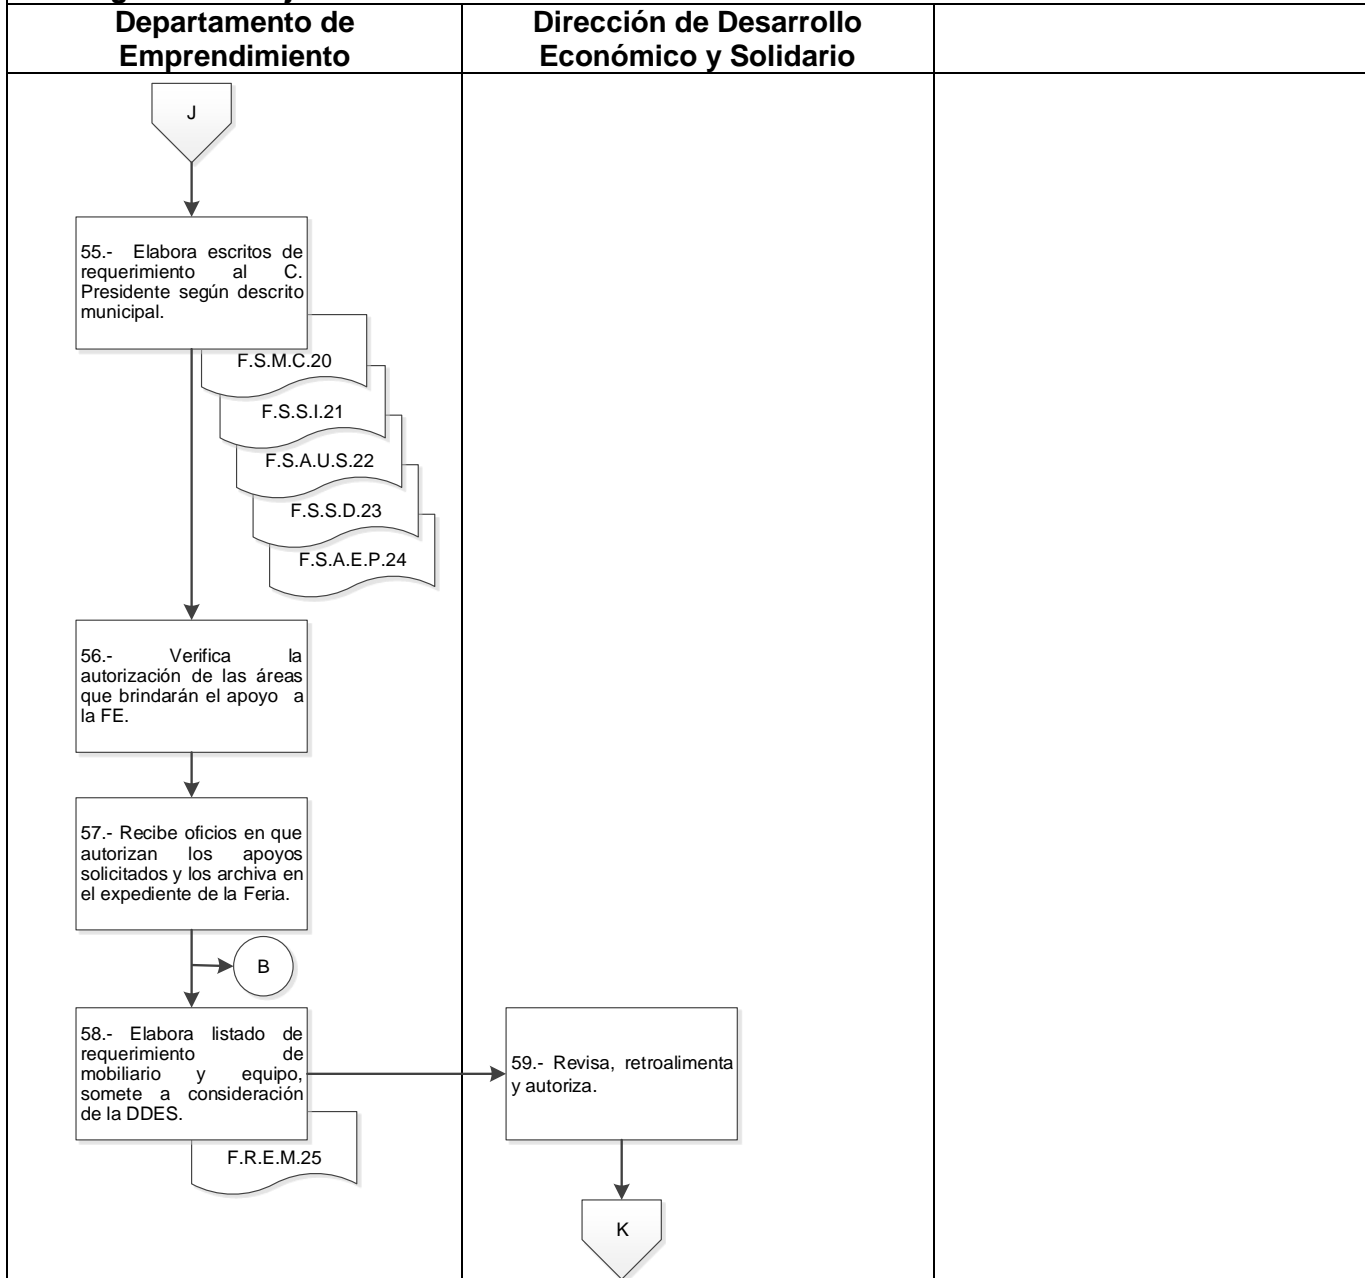 Departamento de
Emprendimiento
Dirección de Desarrollo
Económico y Solidario
J
55.- Elabora escritos de
requerimiento al C.
Presidente según descrito
municipal.
F.S.M.C.20
F.S.S.I.21
F.S.A.U.S.22
F.S.S.D.23
F.S.A.E.P.24
56.- Verifica la
autorización de las áreas
que brindarán el apoyo a
la FE.
57.- Recibe oficios en que
autorizan los apoyos
solicitados y los archiva en
el expediente de la Feria.
B
58.- Elabora listado de
requerimiento de
mobiliario y equipo,
somete a consideración
de la DDES.
F.R.E.M.25
59.- Revisa, retroalimenta
y autoriza.
K